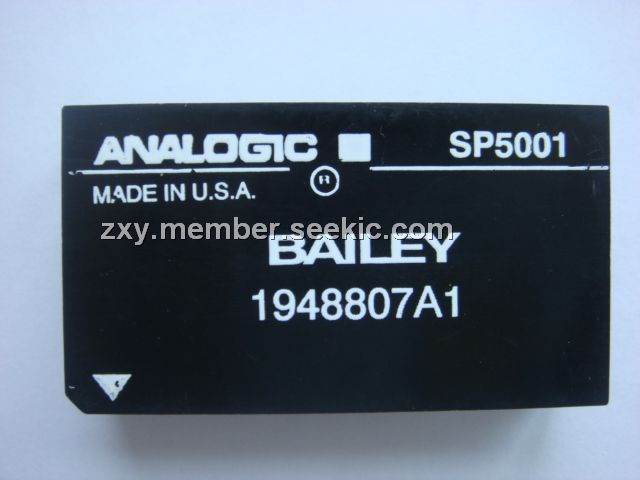 ANALOGIC SP5001
®
MADE IN U.S.A.
zxy.member.seekic.com
BAILEY
1948807A1